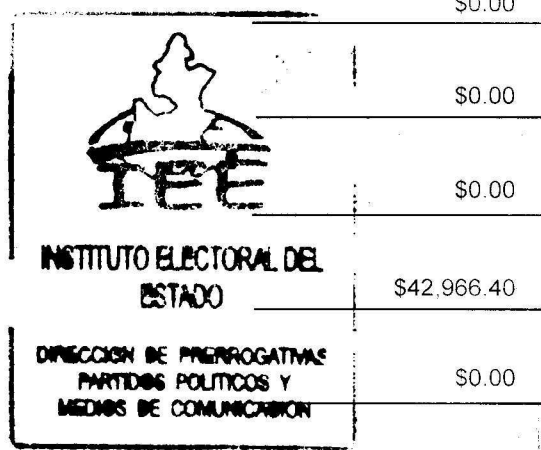 $0.00
$0.00
IEE
$0.00
INSTITUTO ELECTORAL DEL
ESTADO
$42,966.40
DIRECCION DE PRERROGATIVAS
PARTIDOS POLITICOS Y
MEDIOS DE COMUNICACION
$0.00